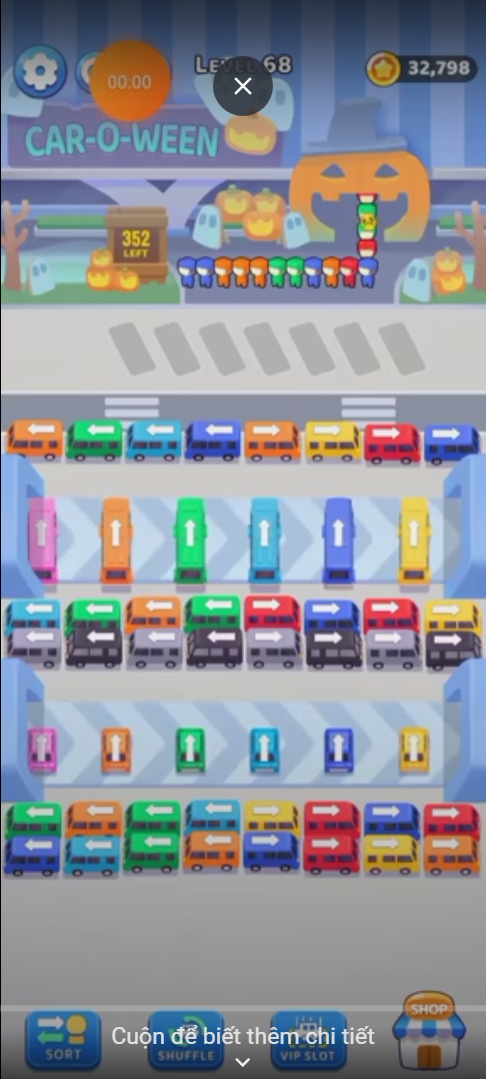 LEVEL 68
32,798
00:00
CAR-O-WEEN
352
LEFT
SHOP
Cuộn để biết thêm chi tiết
SORT
SHUFFLE
VIP SLOT